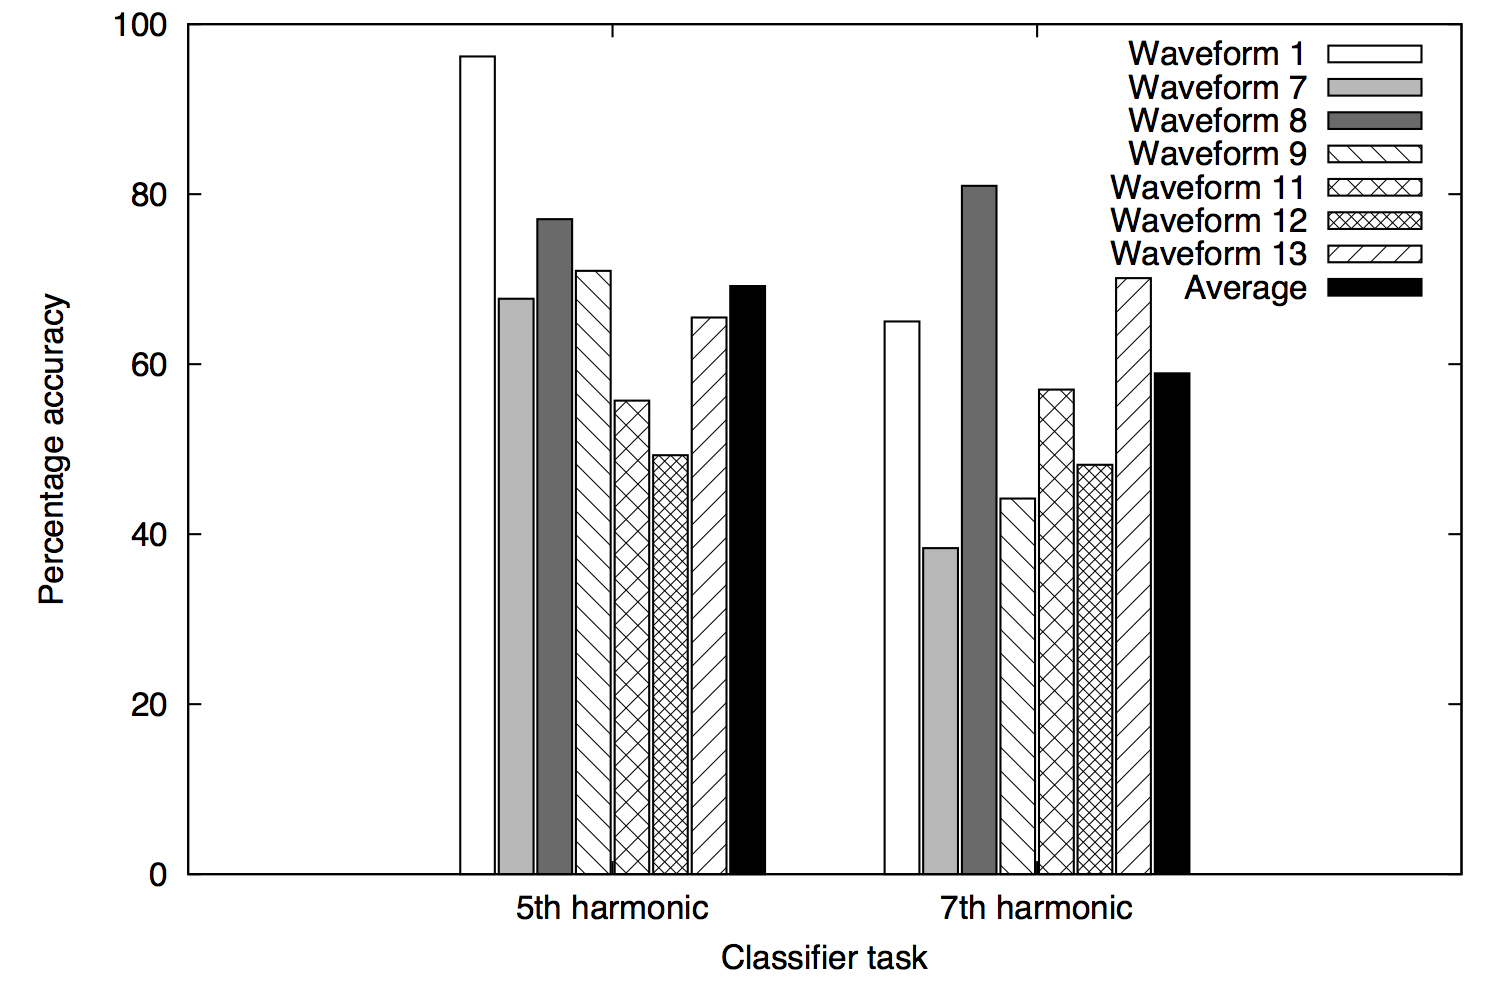 100
80
60
40
20
0
Percentage accuracy
Waveform 1
Waveform 7
Waveform 8
Waveform 9
Waveform 11
Waveform 12
Waveform 13
Average
5th harmonic
7th harmonic
Classifier task